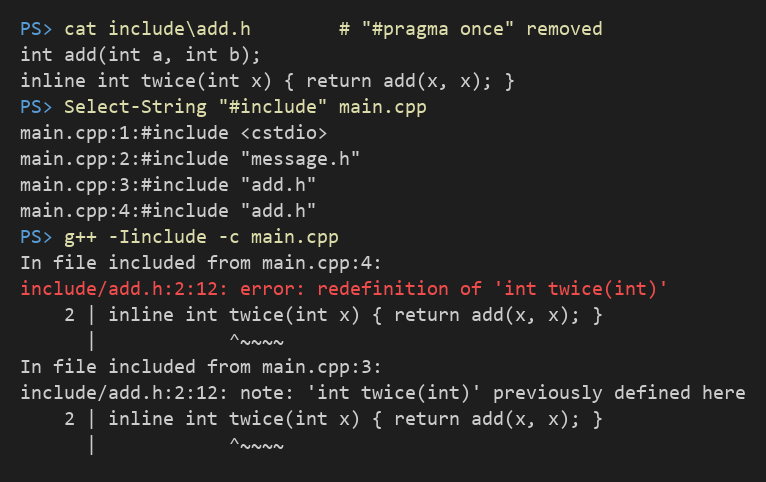 PS> cat include\add.h        # "#pragma once" removed
int add(int a, int b);
inline int twice(int x) { return add(x, x); }
PS> Select-String "#include" main.cpp
main.cpp:1:#include <cstdio>
main.cpp:2:#include "message.h"
main.cpp:3:#include "add.h"
main.cpp:4:#include "add.h"
PS> g++ -Iinclude -c main.cpp
In file included from main.cpp:4:
include/add.h:2:12: error: redefinition of 'int twice(int)'
    2 | inline int twice(int x) { return add(x, x); }
      |            ^~~~~
In file included from main.cpp:3:
include/add.h:2:12: note: 'int twice(int)' previously defined here
    2 | inline int twice(int x) { return add(x, x); }
      |            ^~~~~